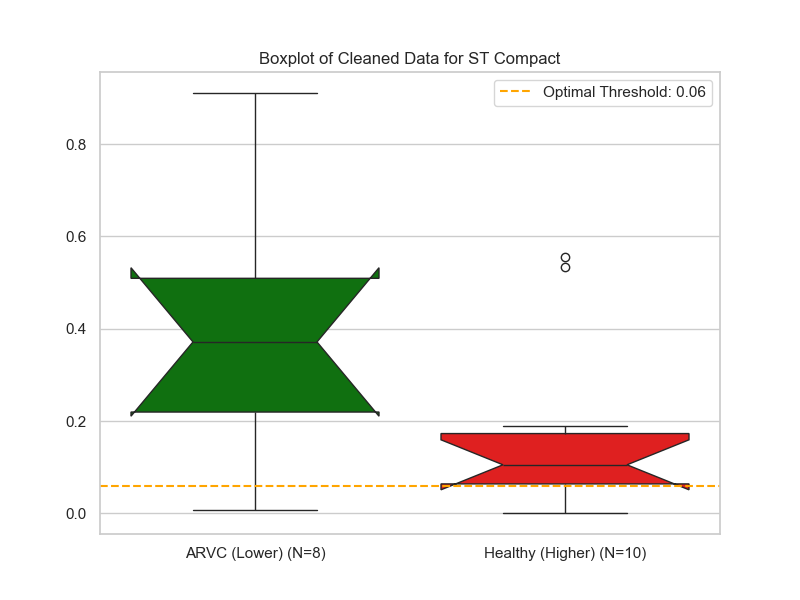 Boxplot of Cleaned Data for ST Compact
Optimal Threshold: 0.06
0.8
0.6
0.4
0.2
0.0
ARVC (Lower) (N=8)
Healthy (Higher) (N=10)